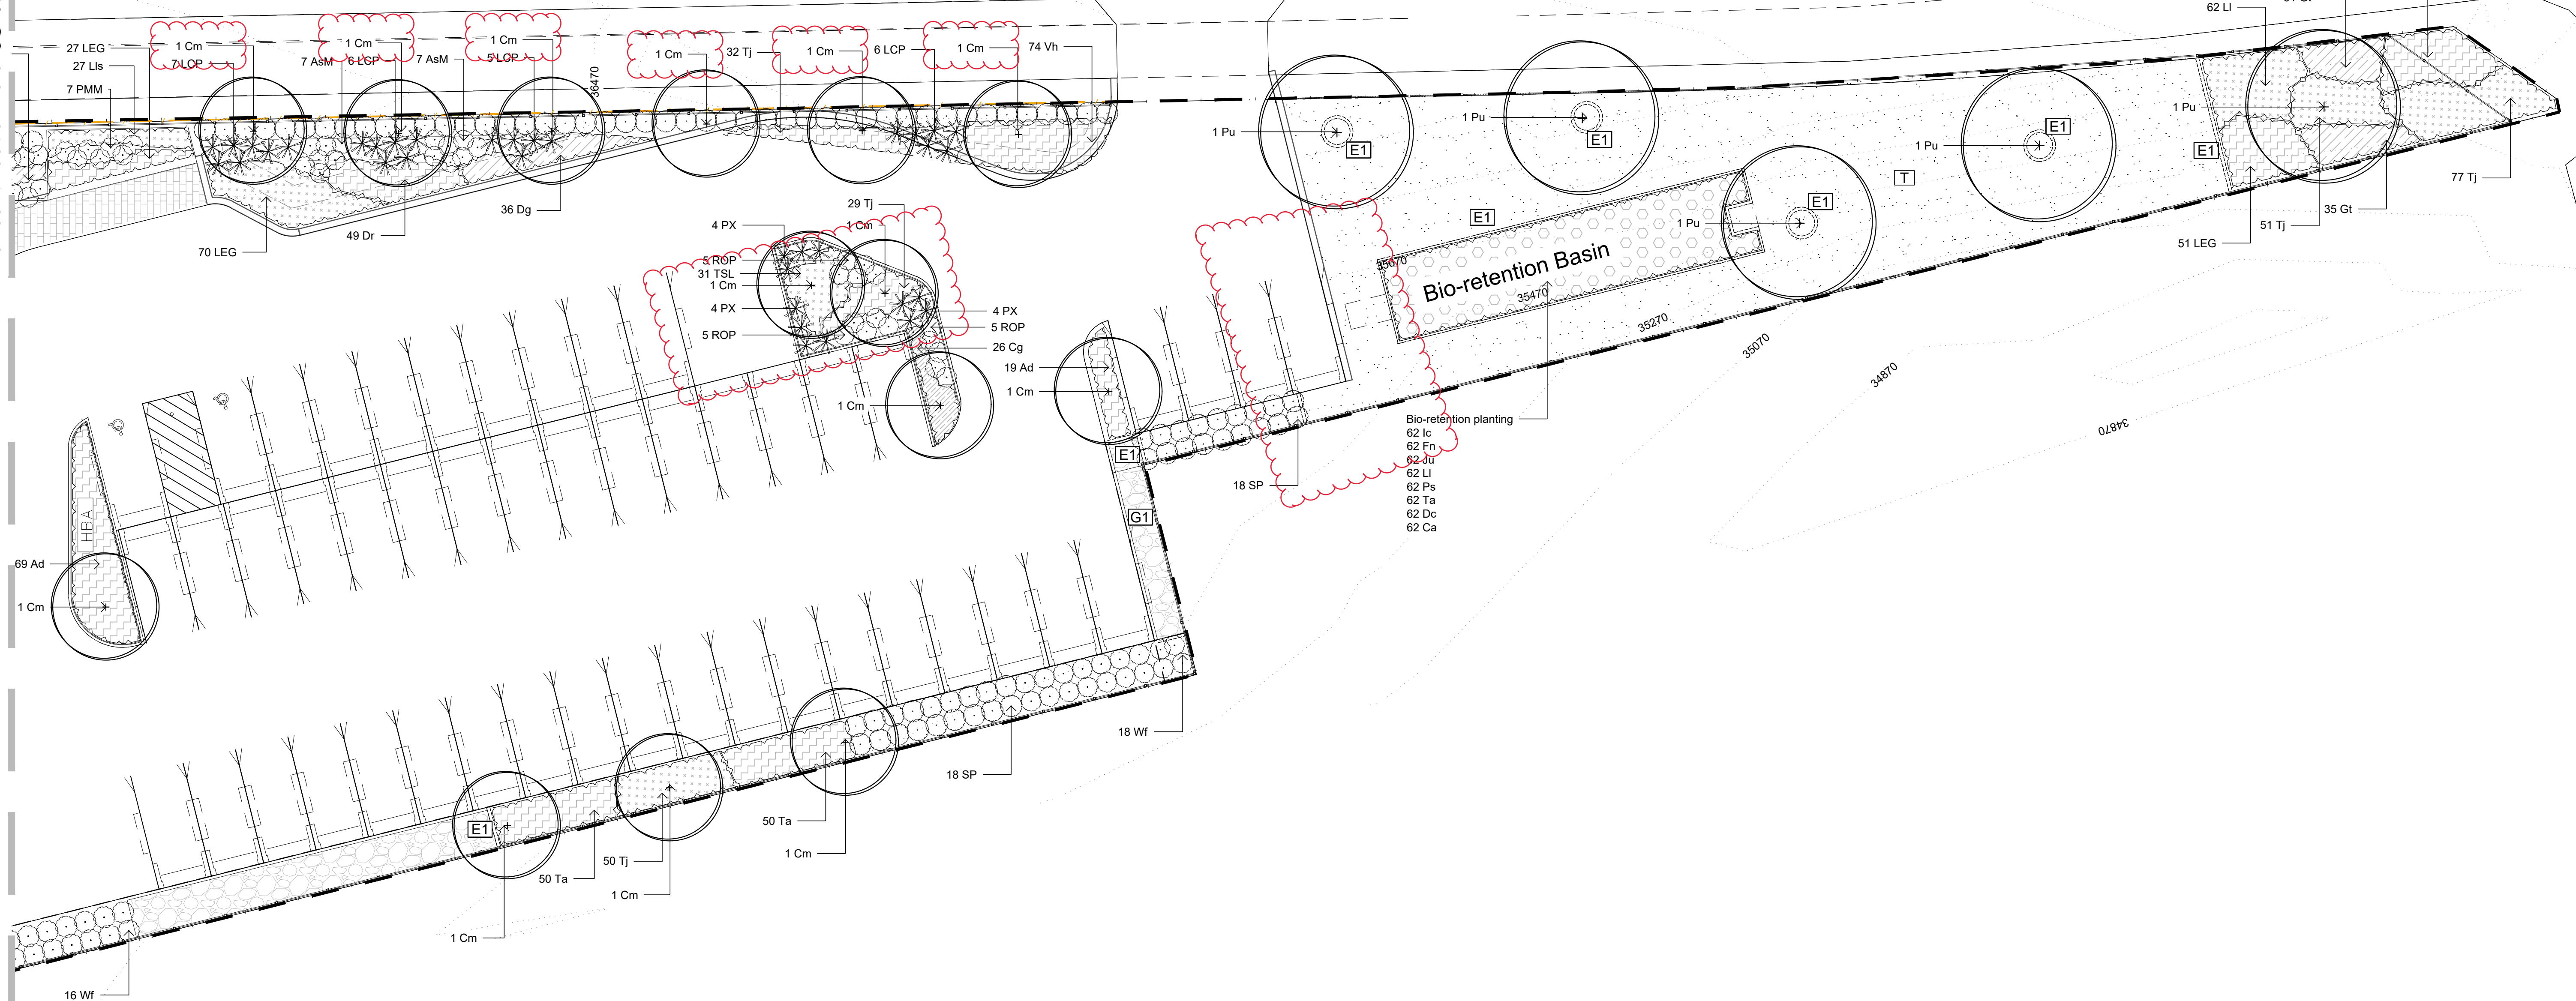 62 LI
1 Cm
1 Cm
1 Cm
1 Cm
1 Cm
1 Cm
27 LEG
27 LIs
7 PMM
7 LCP
7 AsM
6 LCP
7 AsM
5 LCP
36470
32 Tj
6 LCP
74 Vh
1 Pu
E1
1 Pu
E1
1 Pu
E1
1 Pu
E1
1 Pu
E1
T
E1
77 Tj
35 Gt
51 Tj
51 LEG
36 Dg
49 Dr
70 LEG
29 Tj
1 Cm
4 PX
5 ROP
31 TSL
1 Cm
4 PX
5 ROP
4 PX
5 ROP
26 Cg
1 Cm
19 Ad
1 Cm
E1
Bio-retention Basin
35670
35470
35270
35070
34870
34870
Bio-retention planting
62 Ic
62 Fn
62 Ju
62 LI
62 Ps
62 Ta
62 Dc
62 Ca
18 SP
E1
G1
HBA
69 Ad
1 Cm
18 Wf
18 SP
50 Ta
1 Cm
50 Tj
1 Cm
50 Ta
E1
1 Cm
16 Wf